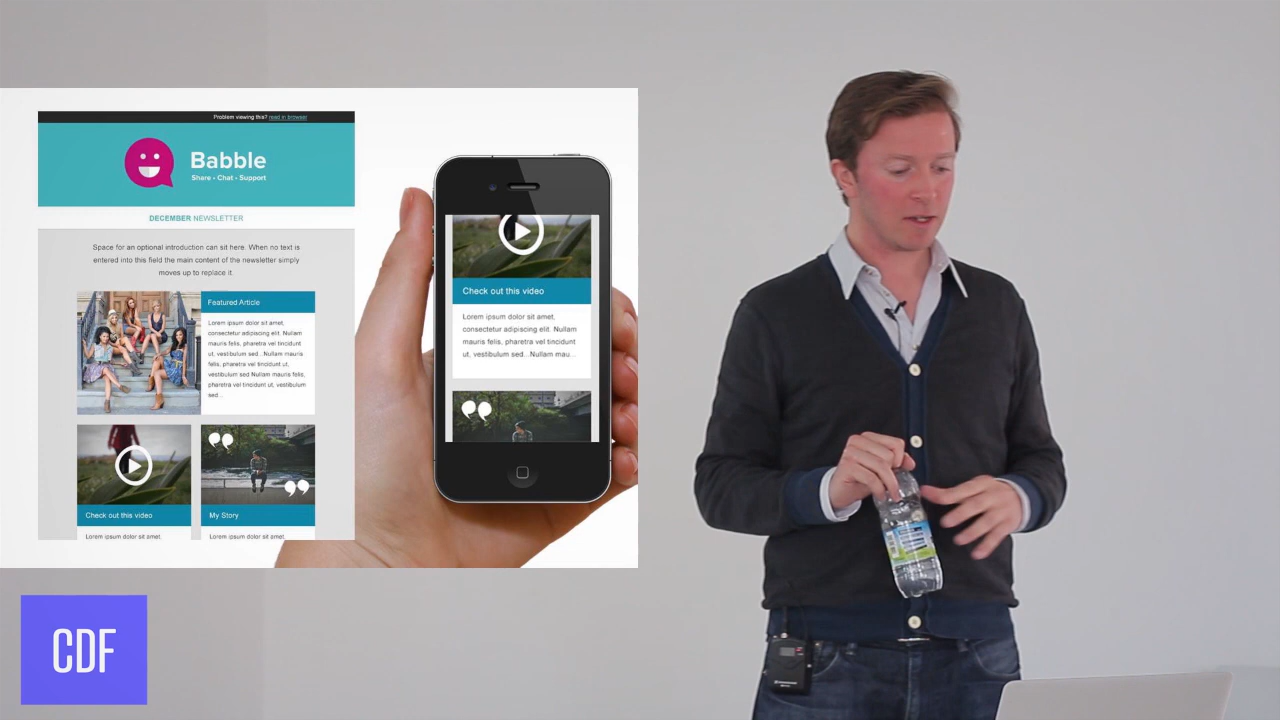 Problem viewing this? read in browser
Babble
Share • Chat • Support
DECEMBER NEWSLETTER
Space for an optional introduction can sit here. When no text is
entered into this field the main content of the newsletter simply
moves up to replace it.
Featured Article
Lorem ipsum dolor sit amet,
consectetur adipiscing elit. Nullam
mauris felis, pharetra vel tincidunt
ut, vestibulum sed...Nullam mauris
felis, pharetra vel tincidunt ut,
vestibulum sed Nullam mauris felis,
pharetra vel tincidunt ut, vestibulum
sed...
Check out this video
Lorem ipsum dolor sit amet,
My Story
Lorem ipsum dolor sit amet,
Check out this video
Lorem ipsum dolor sit amet,
consectetur adipiscing elit. Nullam
mauris felis, pharetra vel tincidunt
ut, vestibulum sed...Nullam mau...
CDF